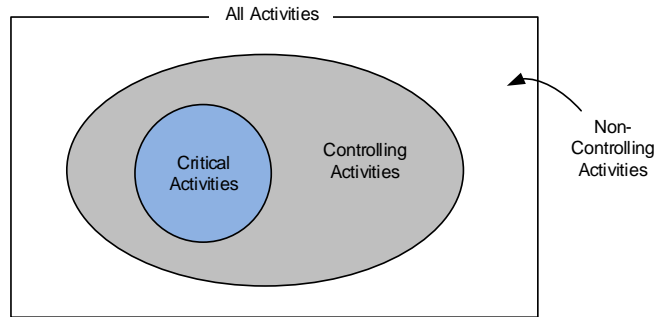 All Activities
Critical
Activities
Controlling
Activities
Non-
Controlling
Activities